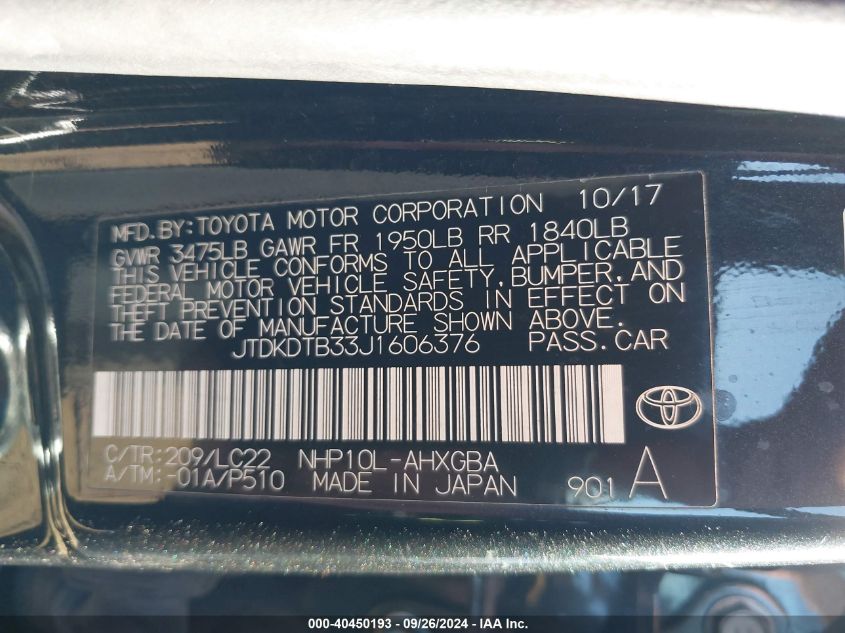 MFD.BY:TOYOTA MOTOR CORPORATION 10/17
GVWR 3475LB GAWR FR 1950LB RR 1840LB
THIS VEHICLE CONFORMS TO ALL APPLICABLE
FEDERAL MOTOR VEHICLE SAFETY,BUMPER,AND
THEFT PREVENTION STANDARDS IN EFFECT ON
THE DATE OF MANUFACTURE SHOWN ABOVE.
JTDKDTB33J1606376 PASS.CAR
C/TR:209/LC22 NHP10L-AHXGBA
A/TM:-01A/P510 MADE IN JAPAN 901 A
000-40450193 - 09/26/2024 - IAA Inc.